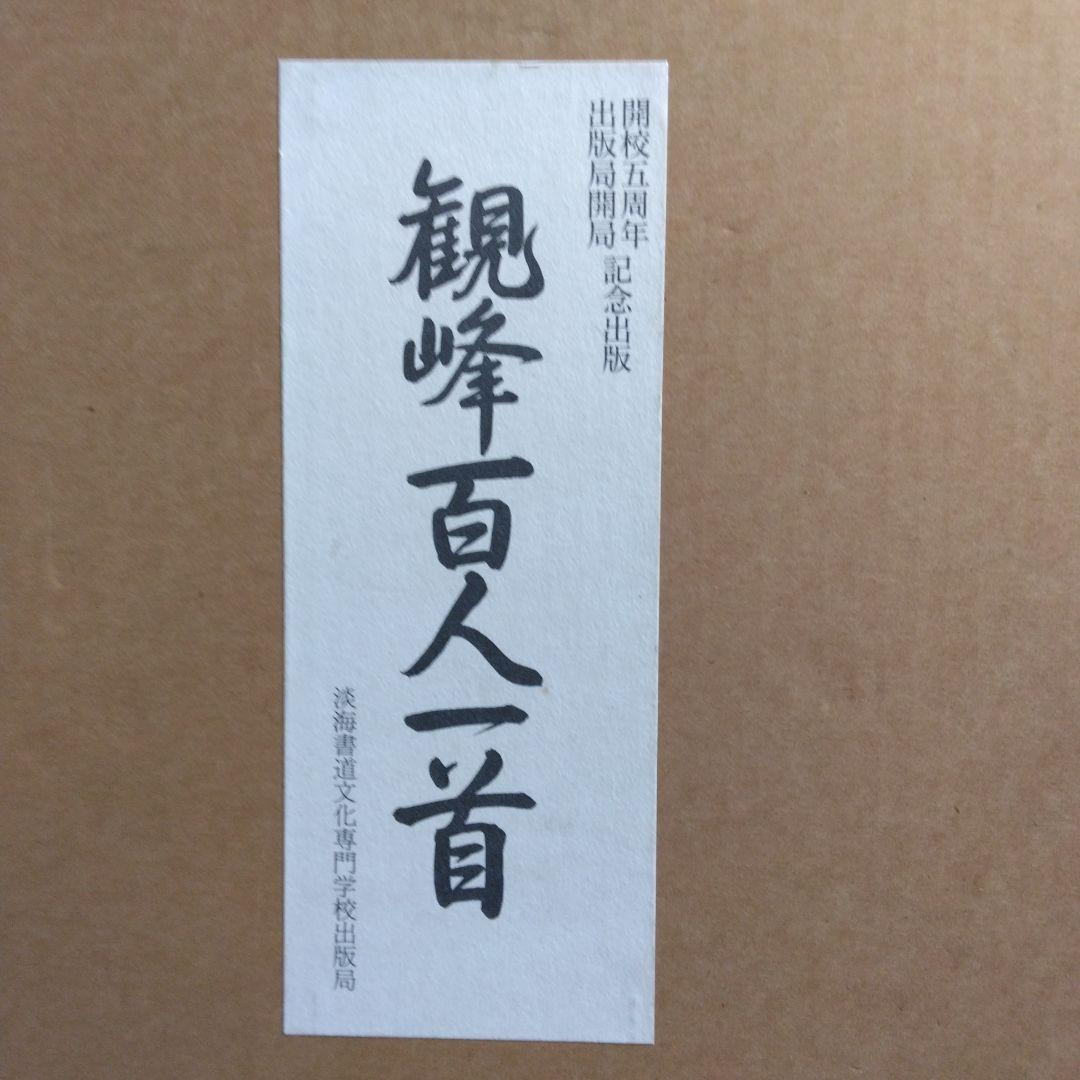 開校五周年
出版局開局
記念出版
観峰百人一首
淡海書道文化専門学校出版局